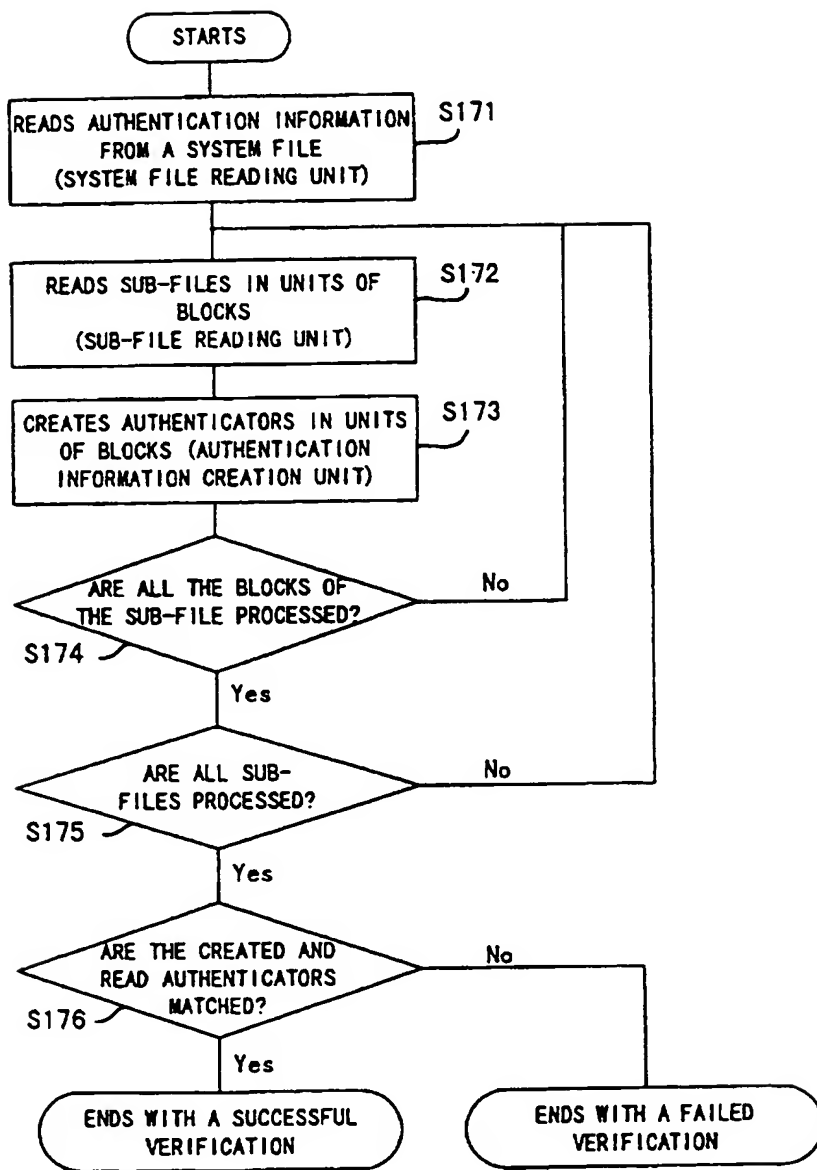 STARTS
READS AUTHENTICATION INFORMATION
FROM A SYSTEM FILE
(SYSTEM FILE READING UNIT)
S171
READS SUB-FILES IN UNITS OF
BLOCKS
(SUB-FILE READING UNIT)
S172
CREATES AUTHENTICATORS IN UNITS
OF BLOCKS (AUTHENTICATION
INFORMATION CREATION UNIT)
S173
ARE ALL THE BLOCKS OF
THE SUB-FILE PROCESSED?
No
S174
Yes
ARE ALL SUB-
FILES PROCESSED?
No
S175
Yes
ARE THE CREATED AND
READ AUTHENTICATORS
MATCHED?
No
S176
Yes
ENDS WITH A SUCCESSFUL
VERIFICATION
ENDS WITH A FAILED
VERIFICATION